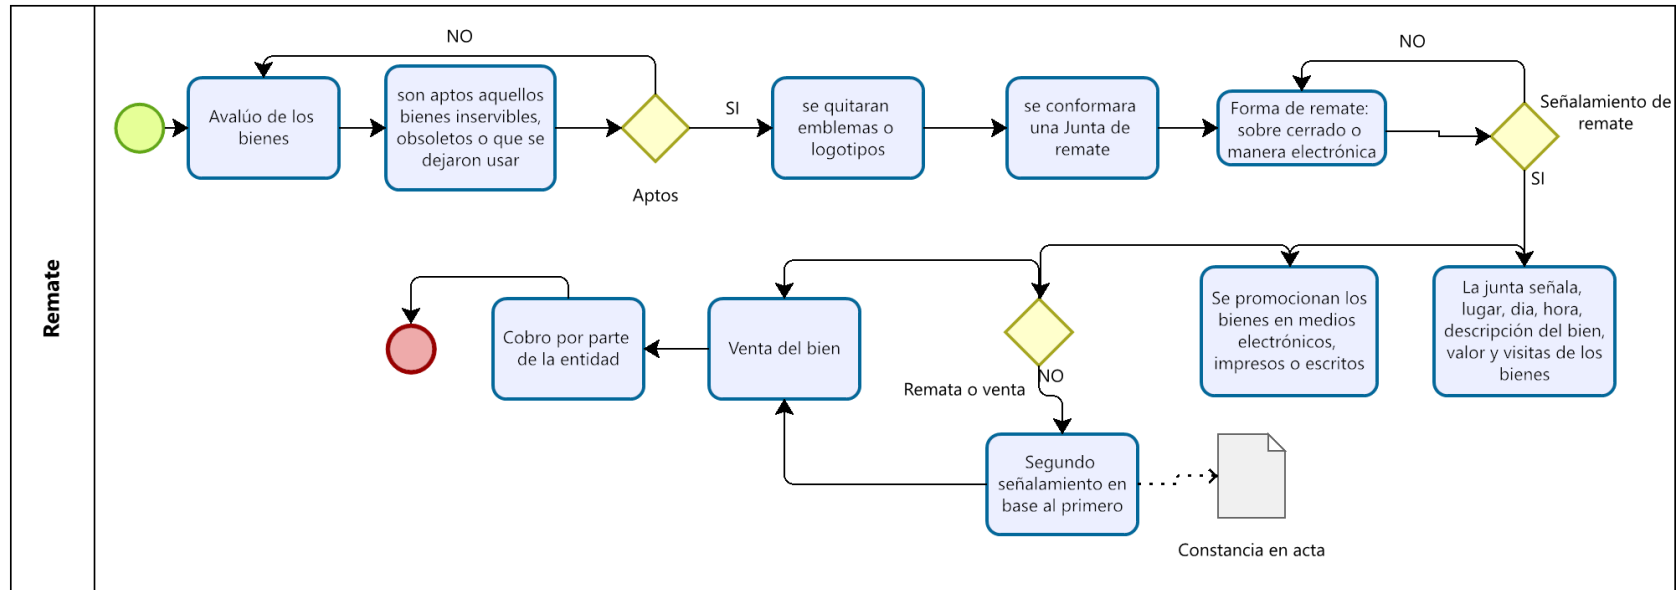 Remate
NO
Avalúo de los
bienes
son aptos aquellos
bienes inservibles,
obsoletos o que se
dejaron usar
Aptos
SI
se quitaran
emblemas o
logotipos
se conformara
una Junta de
remate
Forma de remate:
sobre cerrado o
manera electrónica
NO
Señalamiento de
remate
SI
La junta señala,
lugar, dia, hora,
descripción del bien,
valor y visitas de los
bienes
Se promocionan los
bienes en medios
electrónicos,
impresos o escritos
Remata o venta
NO
Venta del bien
Cobro por parte
de la entidad
Segundo
señalamiento en
base al primero
Constancia en acta